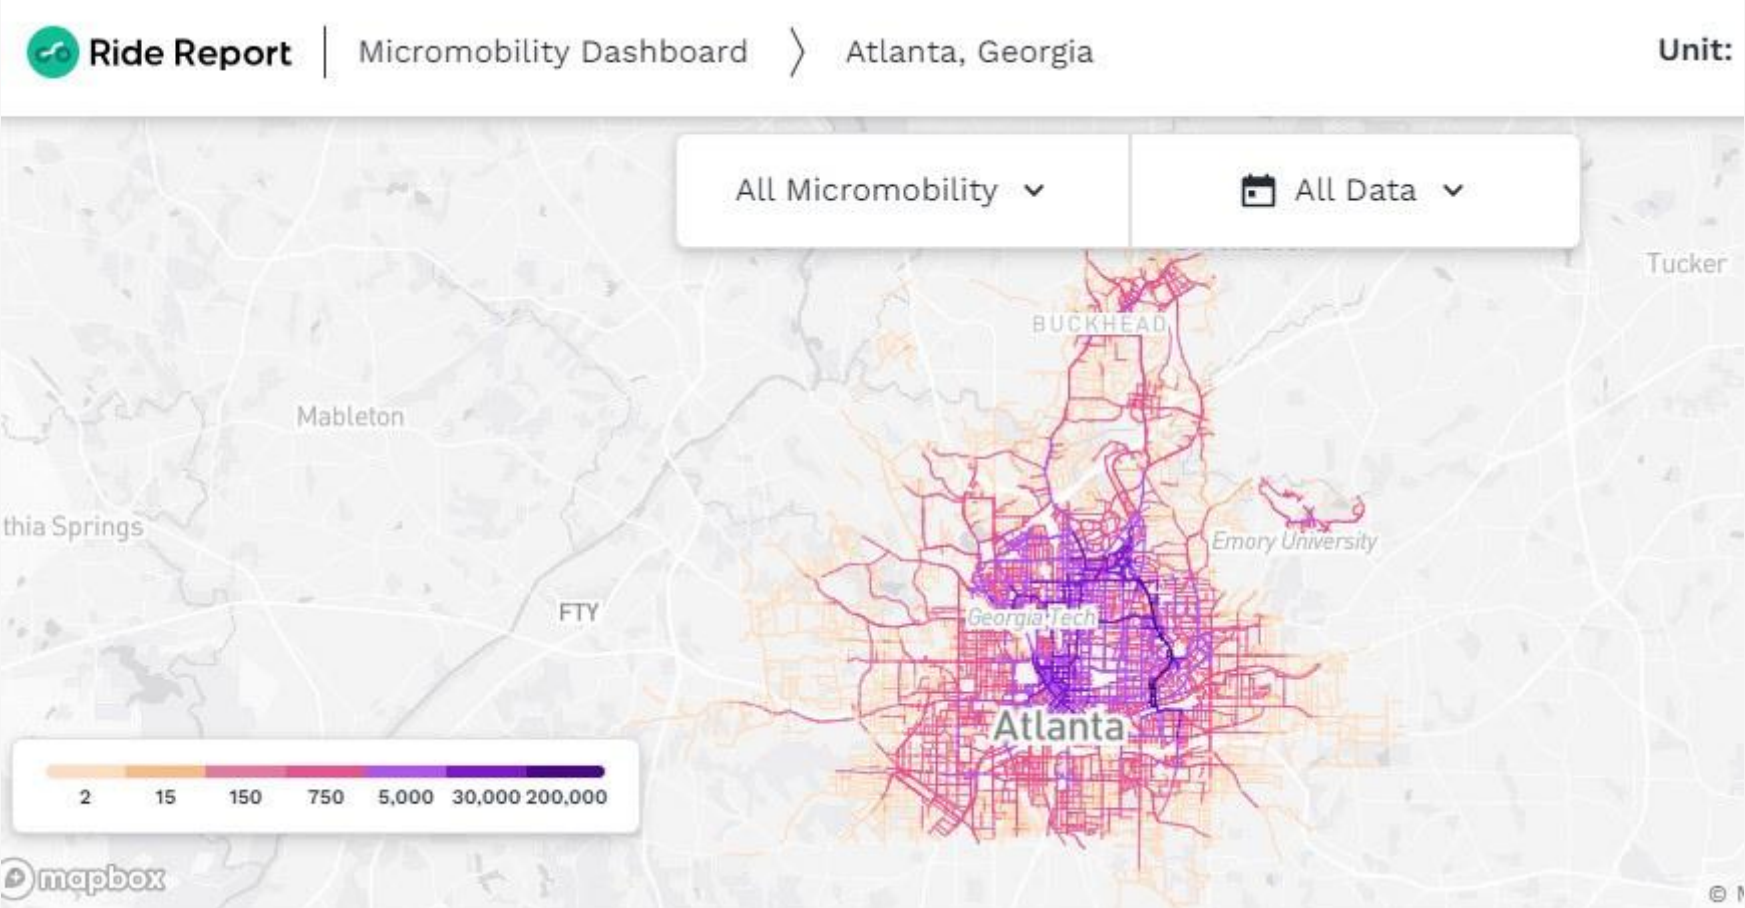 Ride Report
Micromobility Dashboard
Atlanta, Georgia
Unit:
All Micromobility
All Data
Tucker
BUCKHEAD
Mableton
thia Springs
Emory University
FTY
Georgia Tech
Atlanta
2 15 150 750 5,000 30,000 200,000
mapbox
©